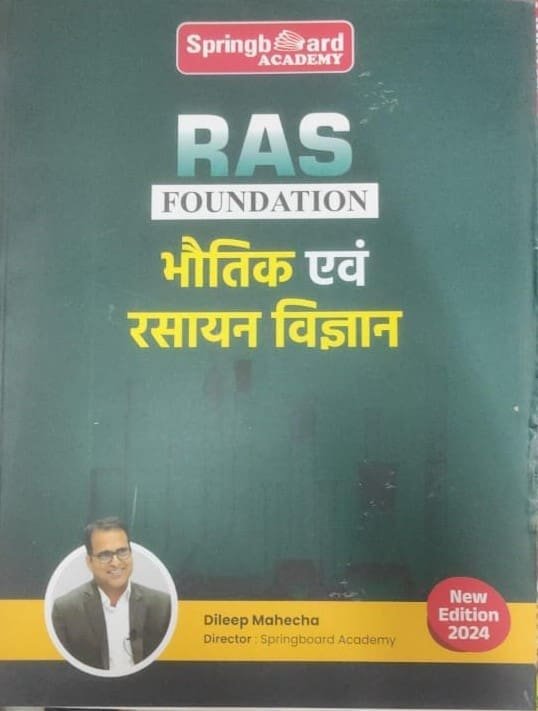 Springboard
ACADEMY
RAS
FOUNDATION
भौतिक एवं
रसायन विज्ञान
Dileep Mahecha
Director : Springboard Academy
New
Edition
2024